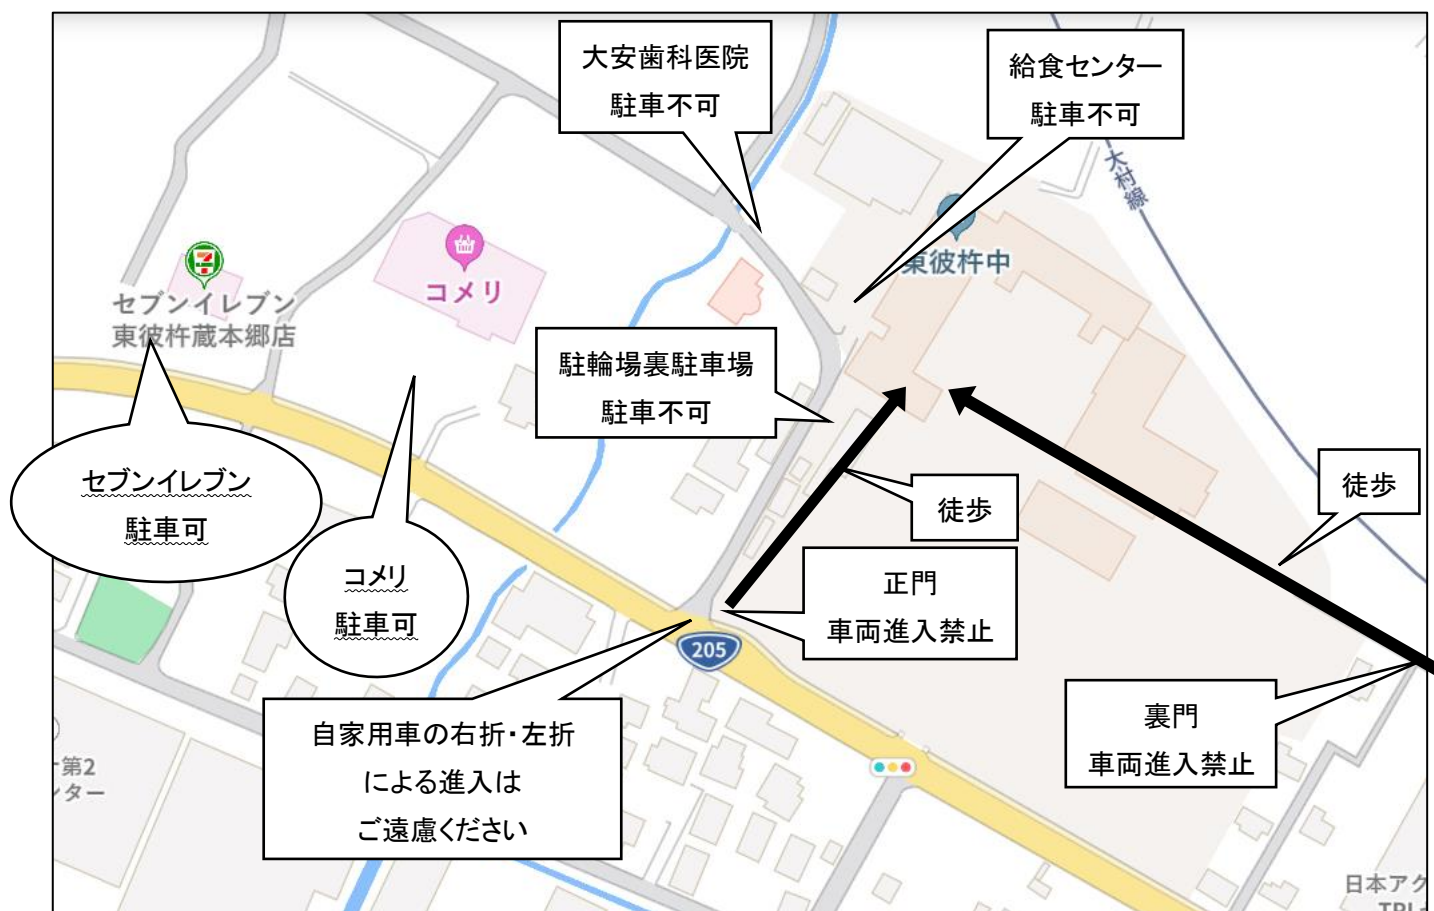 大安歯科医院
駐車不可
給食センター
駐車不可
大村線
東彼杵中
コメリ
セブンイレブン
東彼杵蔵本郷店
駐輪場裏駐車場
駐車不可
セブンイレブン
駐車可
コメリ
駐車可
徒歩
徒歩
正門
車両進入禁止
205
裏門
車両進入禁止
自家用車の右折・左折
による進入は
ご遠慮ください
第2
ター
日本アク